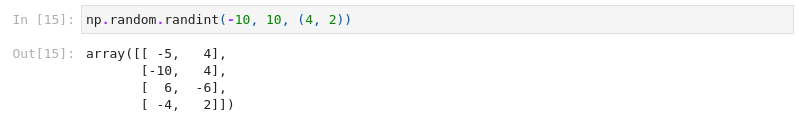 In [15]: np.random.randint(-10, 10, (4, 2))
Out[15]: array([[ -5,   4],
       [-10,   4],
       [  6,  -6],
       [ -4,   2]])